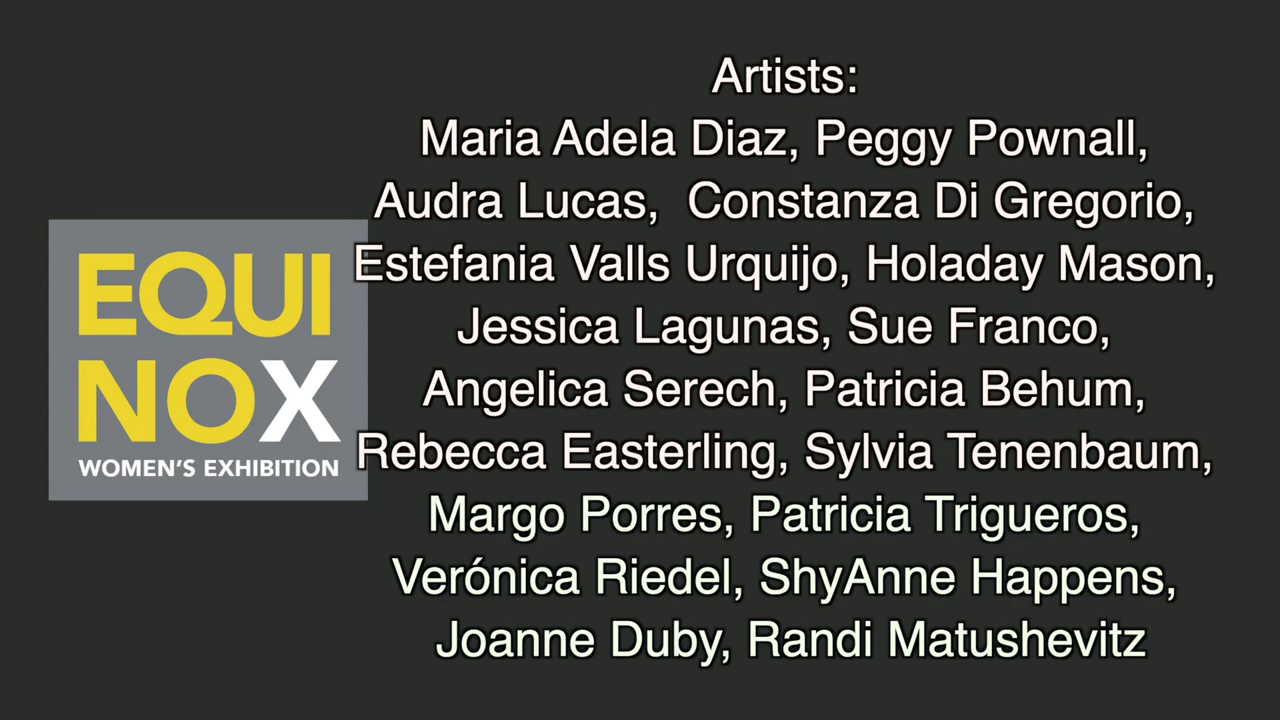 EQUI
NOX
WOMEN'S EXHIBITION
Artists:
Maria Adela Diaz, Peggy Pownall,
Audra Lucas,  Constanza Di Gregorio,
Estefania Valls Urquijo, Holaday Mason,
Jessica Lagunas, Sue Franco,
Angelica Serech, Patricia Behum,
Rebecca Easterling, Sylvia Tenenbaum,
Margo Porres, Patricia Trigueros,
Verónica Riedel, ShyAnne Happens,
Joanne Duby, Randi Matushevitz